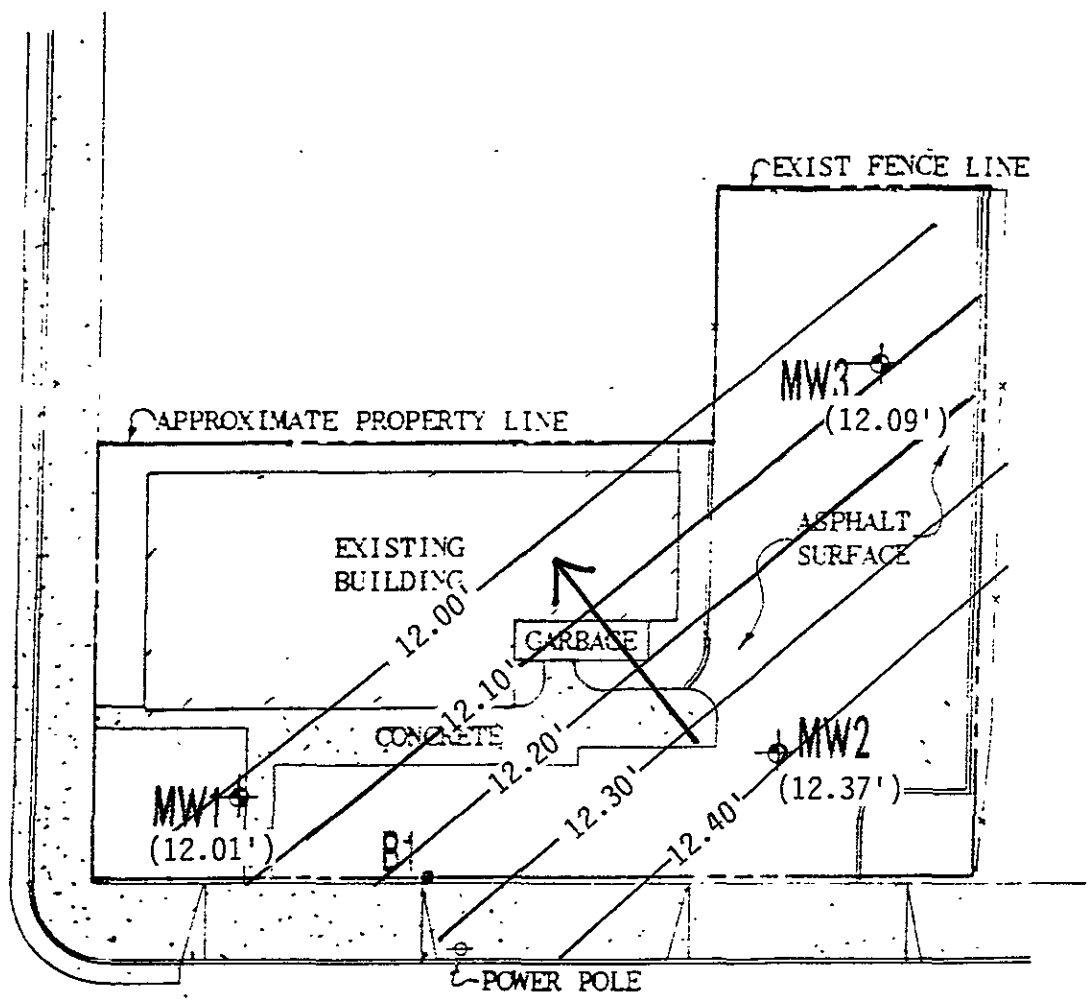 EXIST FENCE LINE
MW3
(12.09')
APPROXIMATE PROPERTY LINE
ASPHALT
SURFACE
EXISTING
BUILDING
12.00'
GARBAGE
12.10'
CONCRETE
12.20'
MW2
(12.37')
12.30'
MW1
(12.01')
12.40'
B1
POWER POLE